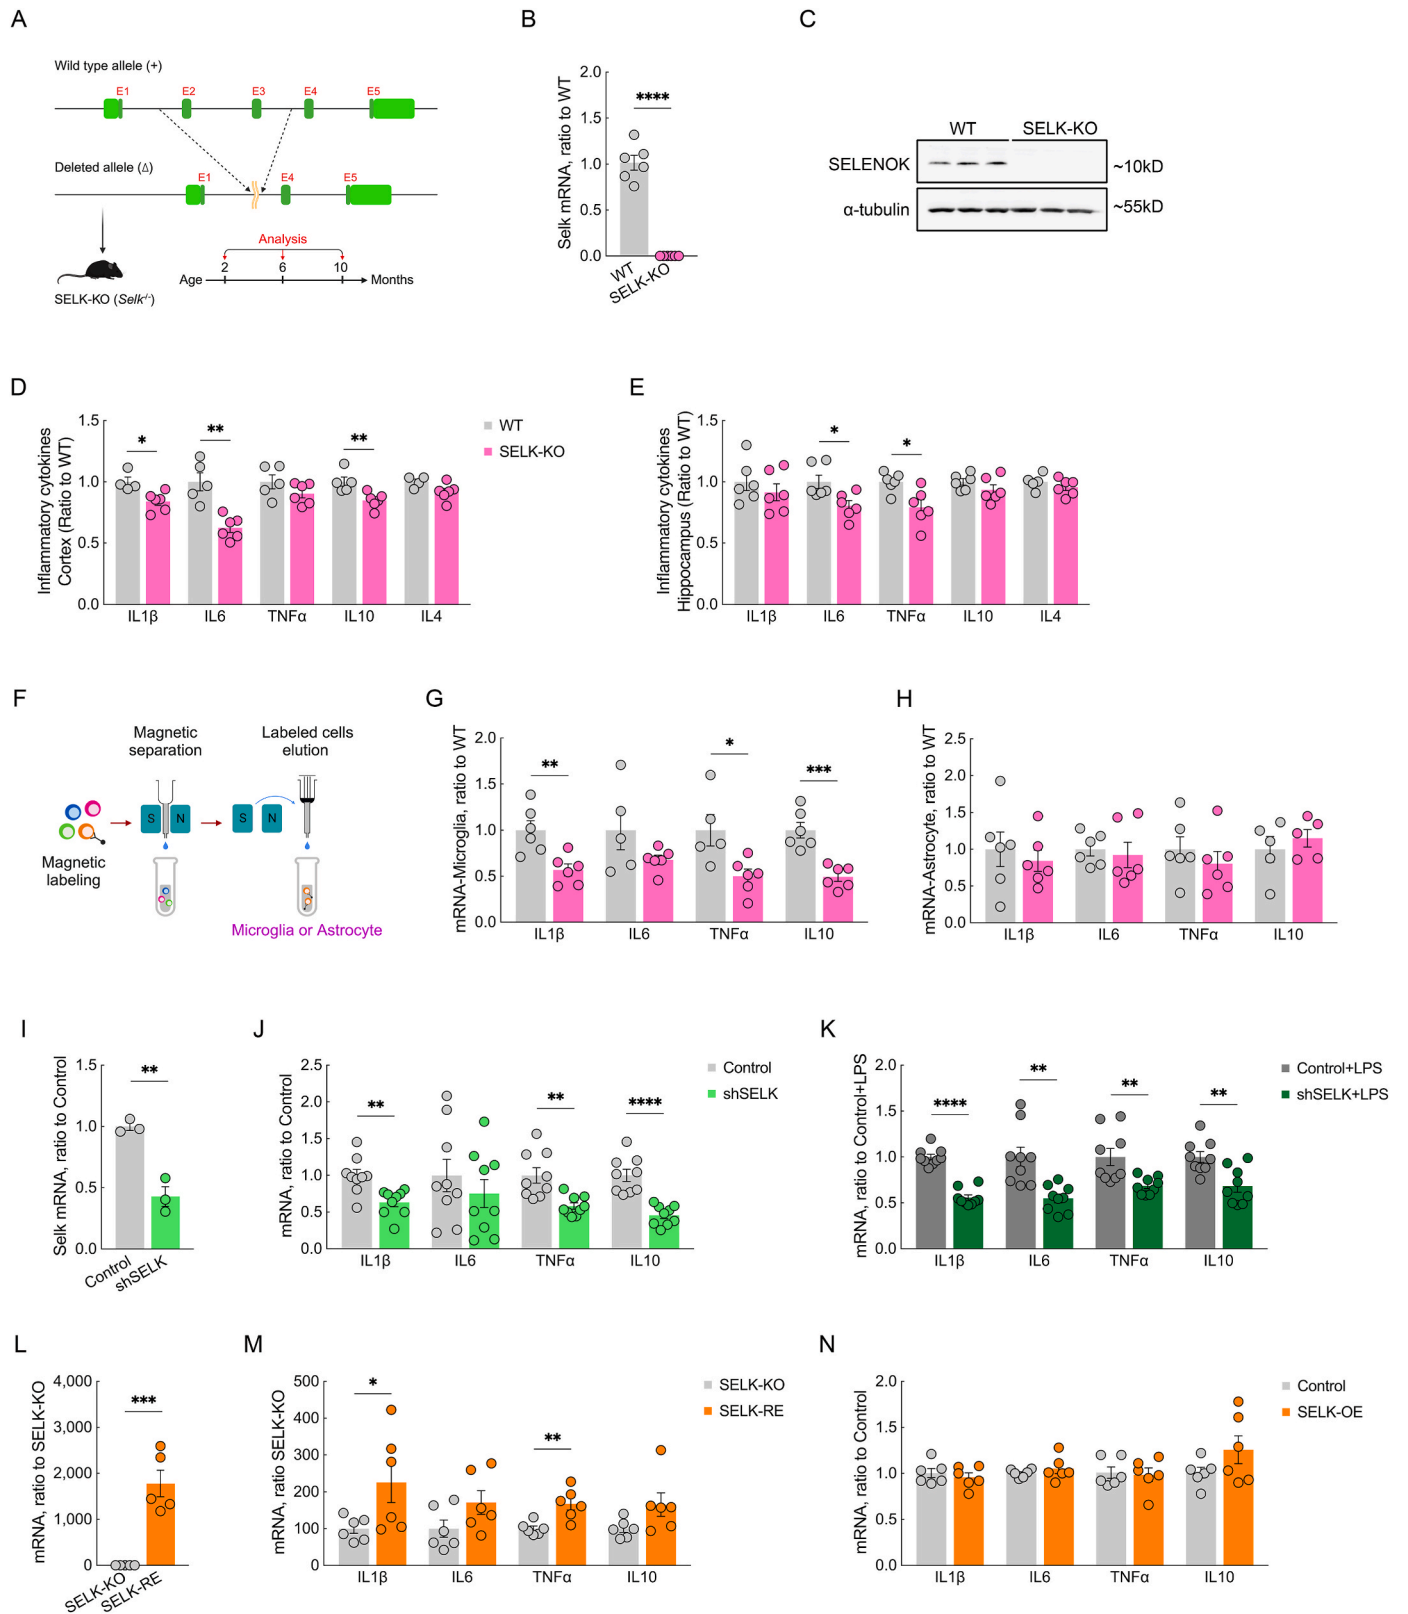 A
Wild type allele (+)
E1 E2 E3 E4 E5
Deleted allele (Δ)
E1 E4 E5
Analysis
Age 2 6 10 Months
SELK-KO (Selk-/-)
B
Selk mRNA, ratio to WT
2.0
1.5
1.0
0.5
0.0
****
WT
SELK-KO
C
WT SELK-KO
SELENOK ~10kD
α-tubulin ~55kD
D
Inflammatory cytokines
Cortex (Ratio to WT)
1.5
1.0
0.5
0.0
* ** **
IL1β IL6 TNFα IL10 IL4
WT
SELK-KO
E
Inflammatory cytokines
Hippocampus (Ratio to WT)
1.5
1.0
0.5
0.0
* *
IL1β IL6 TNFα IL10 IL4
F
Magnetic
separation
Labeled cells
elution
S N S N
Magnetic
labeling
Microglia or Astrocyte
G
mRNA-Microglia, ratio to WT
2.0
1.5
1.0
0.5
0.0
** * ***
IL1β IL6 TNFα IL10
H
mRNA-Astrocyte, ratio to WT
2.5
2.0
1.5
1.0
0.5
0.0
IL1β IL6 TNFα IL10
I
Selk mRNA, ratio to Control
1.5
1.0
0.5
0.0
**
Control
shSELK
J
mRNA, ratio to Control
2.5
2.0
1.5
1.0
0.5
0.0
** ** ****
IL1β IL6 TNFα IL10
Control
shSELK
K
mRNA, ratio to Control+LPS
2.0
1.5
1.0
0.5
0.0
**** ** ** **
IL1β IL6 TNFα IL10
Control+LPS
shSELK+LPS
L
mRNA, ratio to SELK-KO
4,000
3,000
2,000
1,000
0
***
SELK-KO
SELK-RE
M
mRNA, ratio SELK-KO
500
400
300
200
100
0
* **
IL1β IL6 TNFα IL10
SELK-KO
SELK-RE
N
mRNA, ratio to Control
2.0
1.5
1.0
0.5
0.0
IL1β IL6 TNFα IL10
Control
SELK-OE